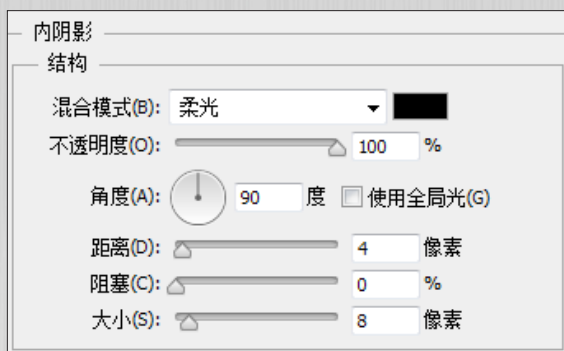 内阴影
结构
混合模式(B): 柔光
不透明度(O): 100 %
角度(A): 90 度 使用全局光(G)
距离(D): 4 像素
阻塞(C): 0 %
大小(S): 8 像素